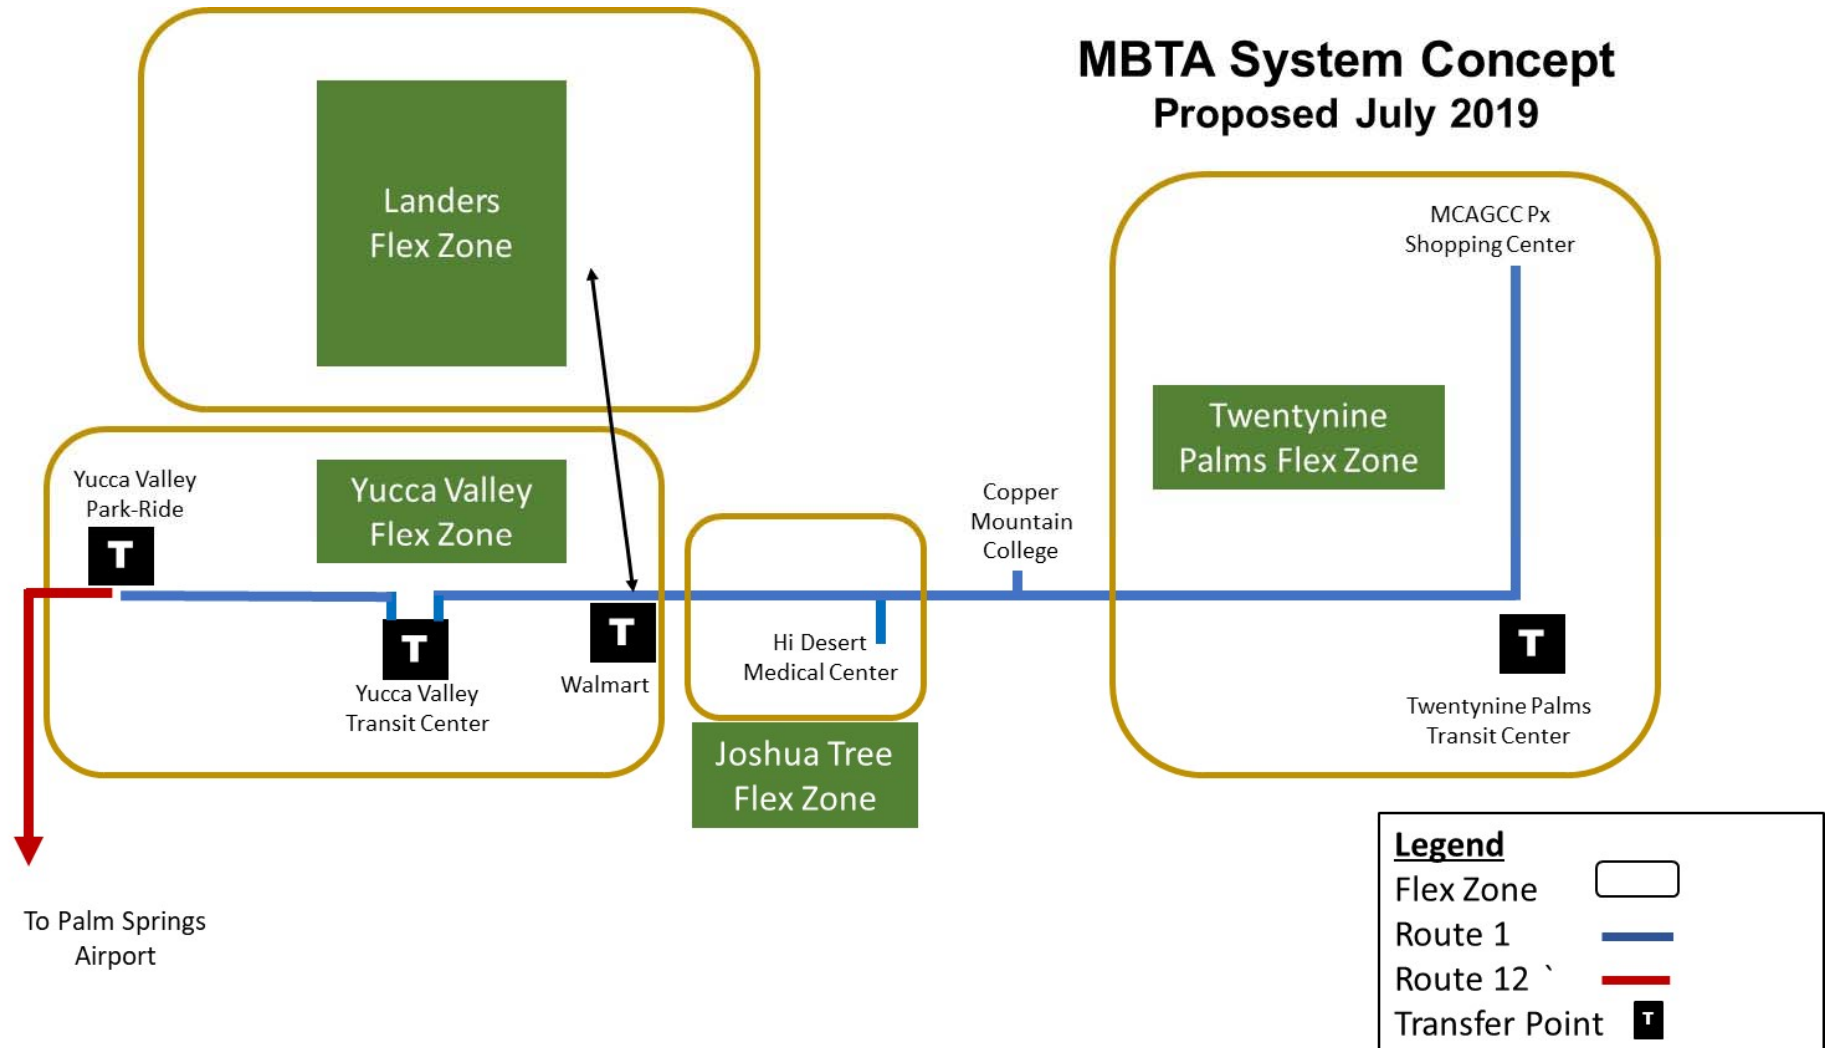 MBTA System Concept
Proposed July 2019
Landers
Flex Zone
MCAGCC Px
Shopping Center
Twentynine
Palms Flex Zone
Yucca Valley
Park-Ride
T
Yucca Valley
Flex Zone
Copper
Mountain
College
T
Yucca Valley
Transit Center
T
Walmart
Hi Desert
Medical Center
T
Twentynine Palms
Transit Center
Joshua Tree
Flex Zone
To Palm Springs
Airport
Legend
Flex Zone
Route 1
Route 12 `
Transfer Point T